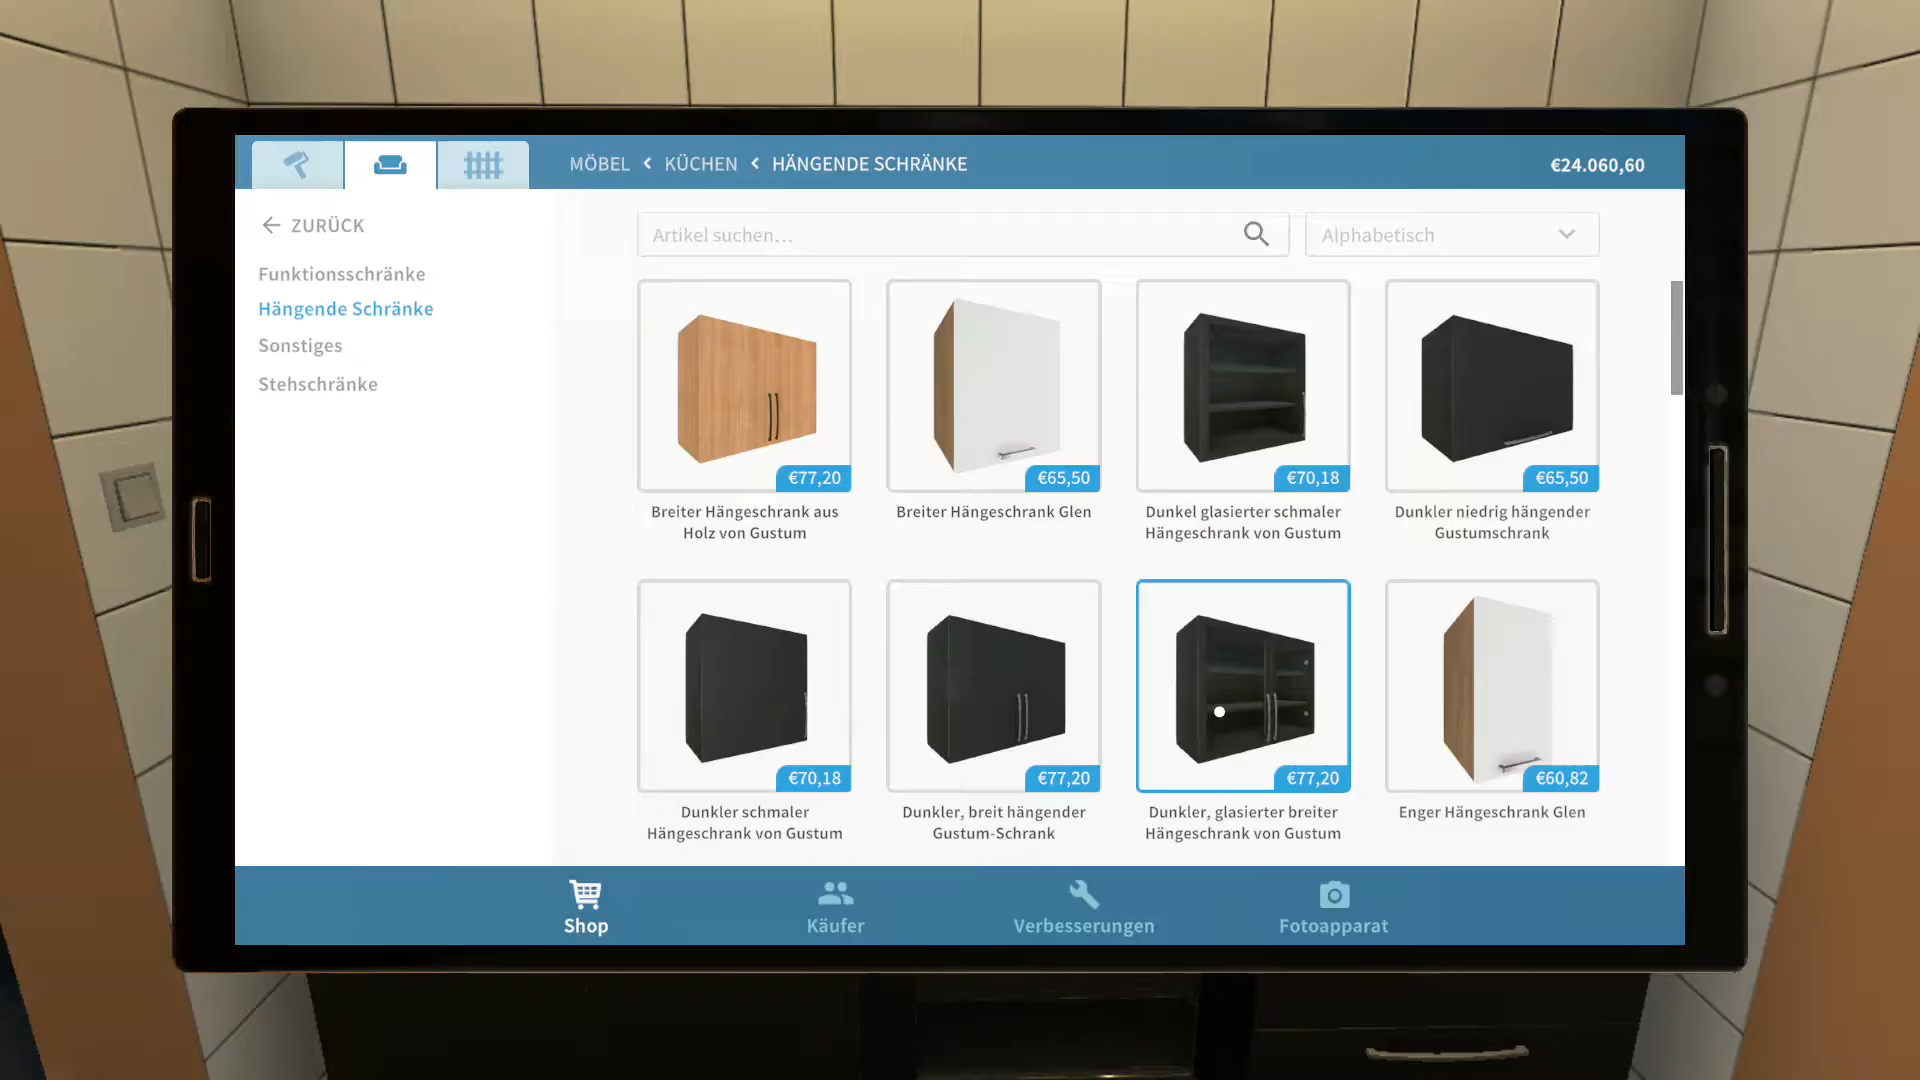 MÖBEL < KÜCHEN < HÄNGENDE SCHRÄNKE
€24.060,60
← ZURÜCK
Funktionsschränke
Hängende Schränke
Sonstiges
Stehschränke
Artikel suchen...
Alphabetisch
€77,20
Breiter Hängeschrank aus
Holz von Gustum
€65,50
Breiter Hängeschrank Glen
€70,18
Dunkel glasierter schmaler
Hängeschrank von Gustum
€65,50
Dunkler niedrig hängender
Gustumschrank
€70,18
Dunkler schmaler
Hängeschrank von Gustum
€77,20
Dunkler, breit hängender
Gustum-Schrank
€77,20
Dunkler, glasierter breiter
Hängeschrank von Gustum
€60,82
Enger Hängeschrank Glen
Shop
Käufer
Verbesserungen
Fotoapparat